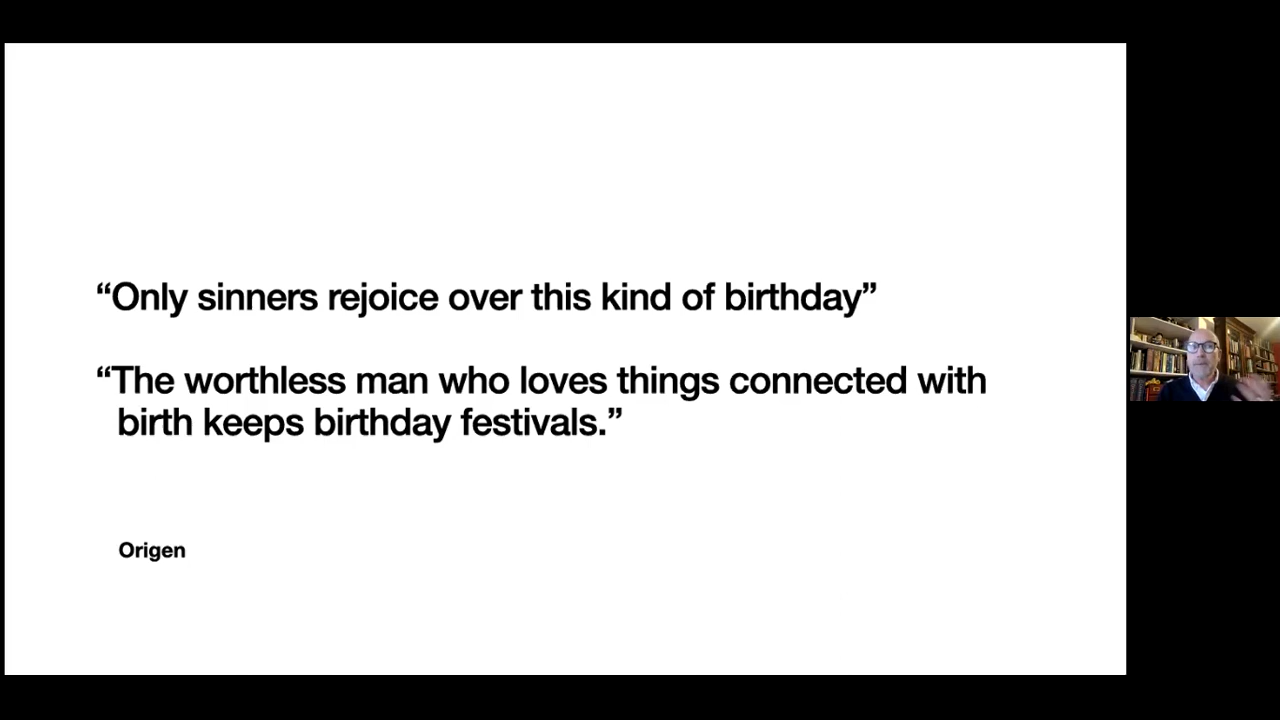 “Only sinners rejoice over this kind of birthday”
“The worthless man who loves things connected with
birth keeps birthday festivals.”
Origen